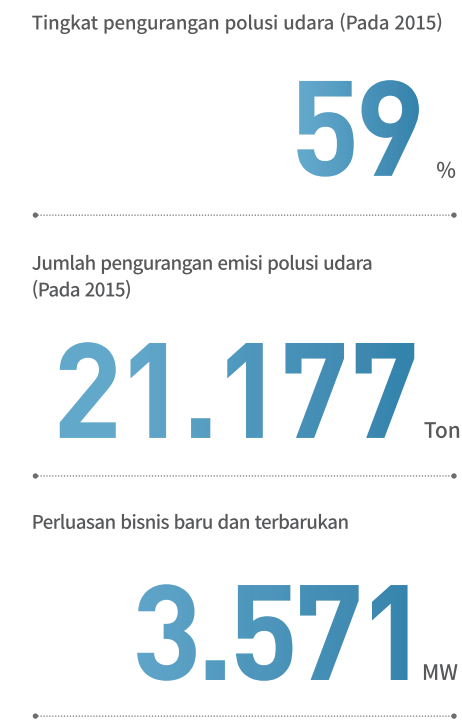 Tingkat pengurangan polusi udara (Pada 2015)
59 %
Jumlah pengurangan emisi polusi udara
(Pada 2015)
21.177 Ton
Perluasan bisnis baru dan terbarukan
3.571 MW